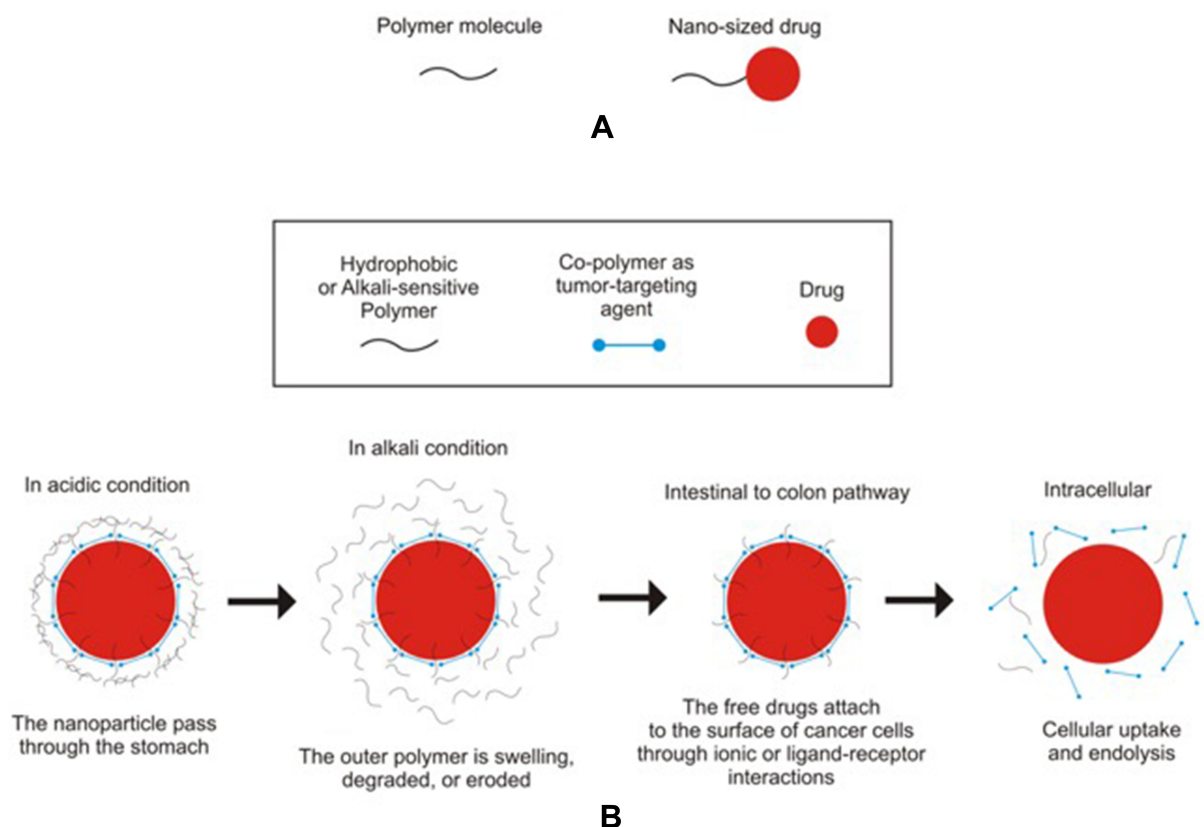 Polymer molecule
Nano-sized drug
A
Hydrophobic
or Alkali-sensitive
Polymer
Co-polymer as
tumor-targeting
agent
Drug
In acidic condition
The nanoparticle pass
through the stomach
In alkali condition
The outer polymer is swelling,
degraded, or eroded
Intestinal to colon pathway
The free drugs attach
to the surface of cancer cells
through ionic or ligand-receptor
interactions
Intracellular
Cellular uptake
and endolysis
B